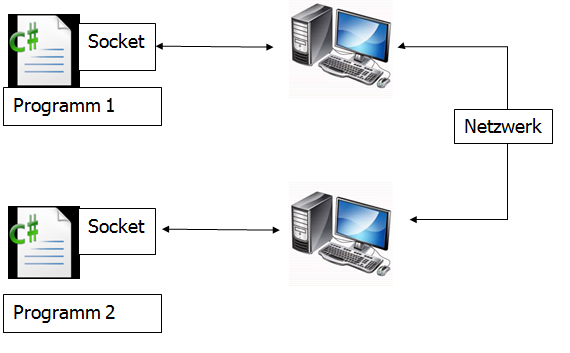 C#
Socket
Programm 1
Netzwerk
C#
Socket
Programm 2